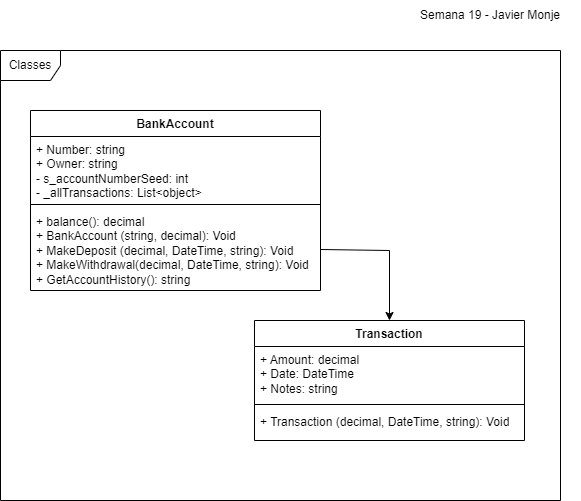 Semana 19 - Javier Monje
Classes
BankAccount
+ Number: string
+ Owner: string
- s_accountNumberSeed: int
- _allTransactions: List<object>
+ balance(): decimal
+ BankAccount (string, decimal): Void
+ MakeDeposit (decimal, DateTime, string): Void
+ MakeWithdrawal(decimal, DateTime, string): Void
+ GetAccountHistory(): string
Transaction
+ Amount: decimal
+ Date: DateTime
+ Notes: string
+ Transaction (decimal, DateTime, string): Void